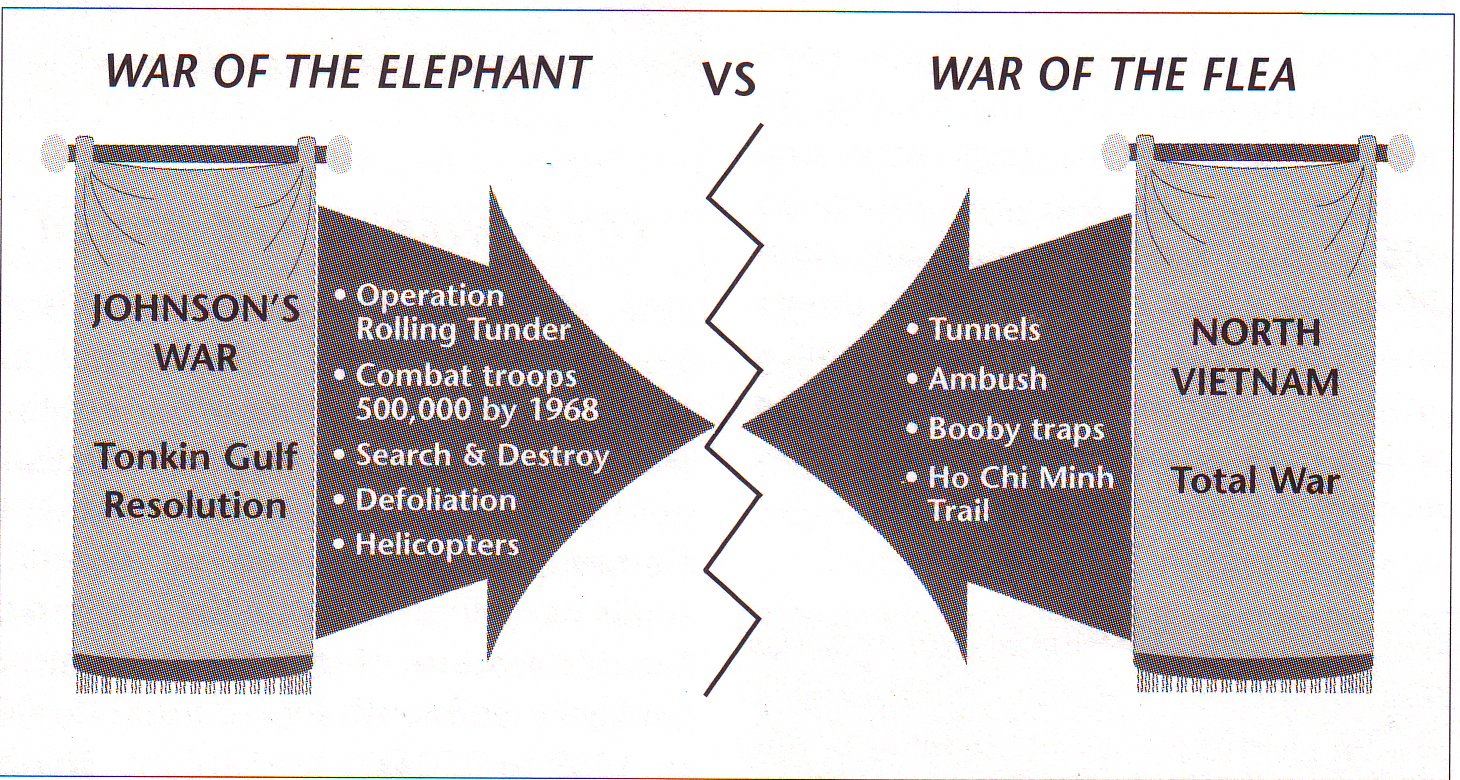 WAR OF THE ELEPHANT
VS
WAR OF THE FLEA
JOHNSON'S
WAR
Tonkin Gulf
Resolution
• Operation
Rolling Tunder
• Combat troops
500,000 by 1968
• Search & Destroy
• Defoliation
• Helicopters
• Tunnels
• Ambush
• Booby traps
• Ho Chi Minh
Trail
NORTH
VIETNAM
Total War